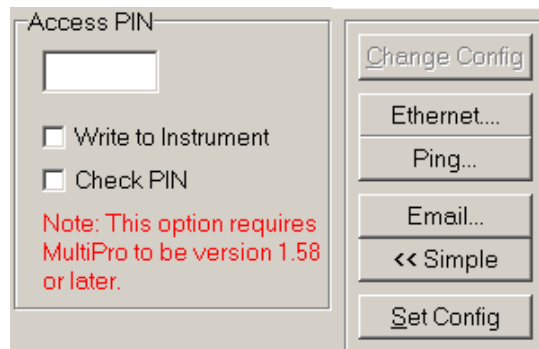 Access PIN
Write to Instrument
Check PIN
Note: This option requires
MultiPro to be version 1.58
or later.
Change Config
Ethernet....
Ping...
Email...
<< Simple
Set Config